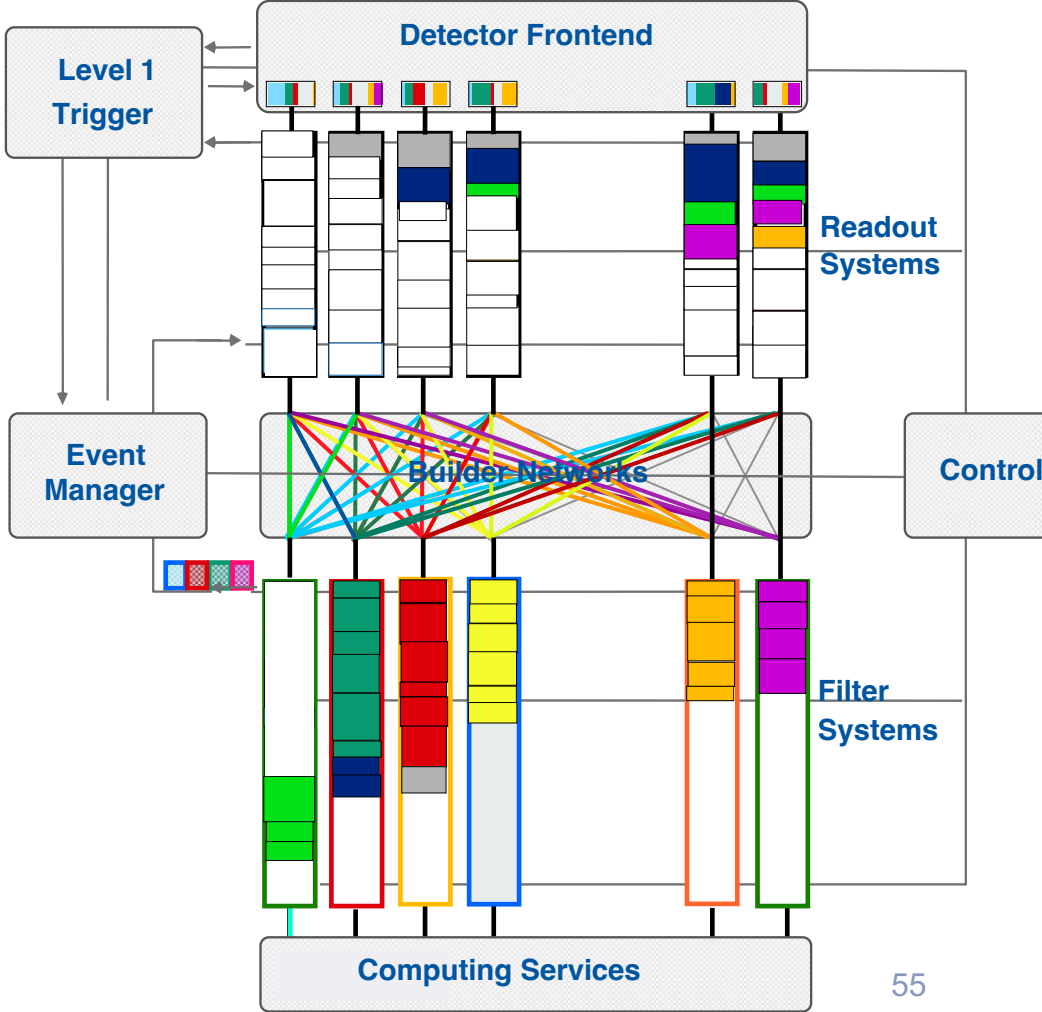 Detector Frontend
Level 1
Trigger
Readout
Systems
Event
Manager
Builder Networks
Control
Filter
Systems
Computing Services
55